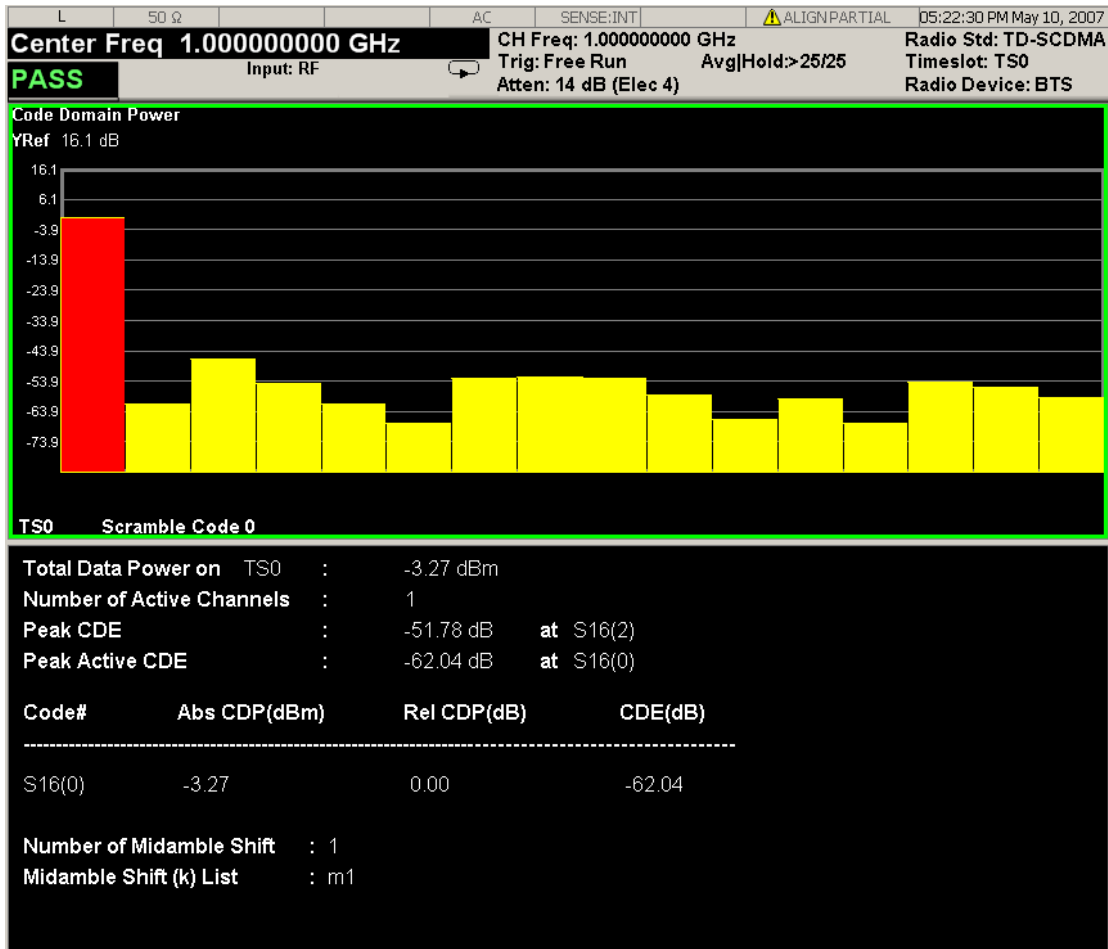 L 50 Ω AC SENSE:INT ALIGN PARTIAL 05:22:30 PM May 10, 2007
Center Freq 1.000000000 GHz
CH Freq: 1.000000000 GHz
Radio Std: TD-SCDMA
Input: RF
Trig: Free Run
Avg|Hold:>25/25
Timeslot: TS0
PASS
Atten: 14 dB (Elec 4)
Radio Device: BTS
Code Domain Power
YRef 16.1 dB
16.1
6.1
-3.9
-13.9
-23.9
-33.9
-43.9
-53.9
-63.9
-73.9
TS0 Scramble Code 0
Total Data Power on TS0 : -3.27 dBm
Number of Active Channels : 1
Peak CDE : -51.78 dB at S16(2)
Peak Active CDE : -62.04 dB at S16(0)
Code# Abs CDP(dBm) Rel CDP(dB) CDE(dB)
S16(0) -3.27 0.00 -62.04
Number of Midamble Shift : 1
Midamble Shift (k) List : m1